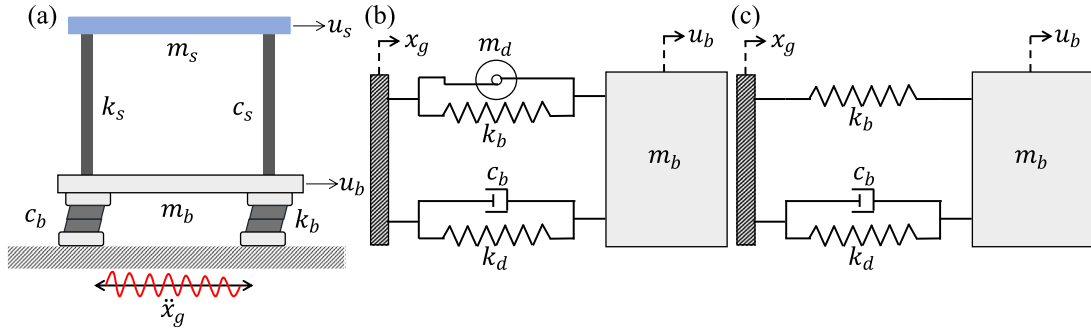 (a)
u_s
m_s
k_s
c_s
u_b
m_b
c_b
k_b
ẍ_g
(b)
x_g
m_d
u_b
k_b
m_b
c_b
k_d
(c)
x_g
u_b
k_b
m_b
c_b
k_d